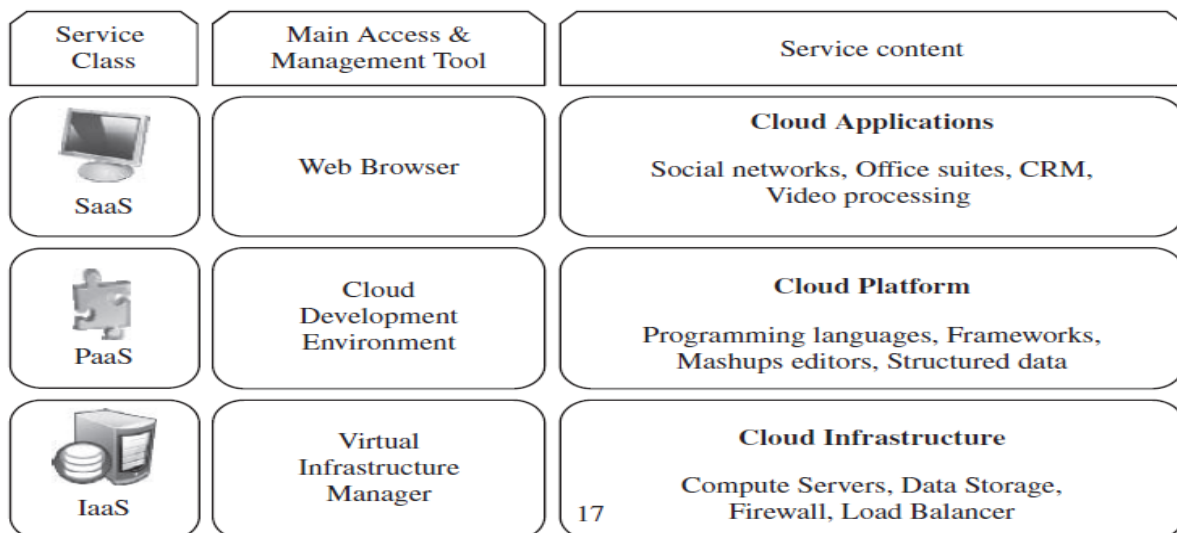 Service
Class
Main Access &
Management Tool
Service content
SaaS
Web Browser
Cloud Applications
Social networks, Office suites, CRM,
Video processing
PaaS
Cloud
Development
Environment
Cloud Platform
Programming languages, Frameworks,
Mashups editors, Structured data
IaaS
Virtual
Infrastructure
Manager
Cloud Infrastructure
Compute Servers, Data Storage,
Firewall, Load Balancer
17